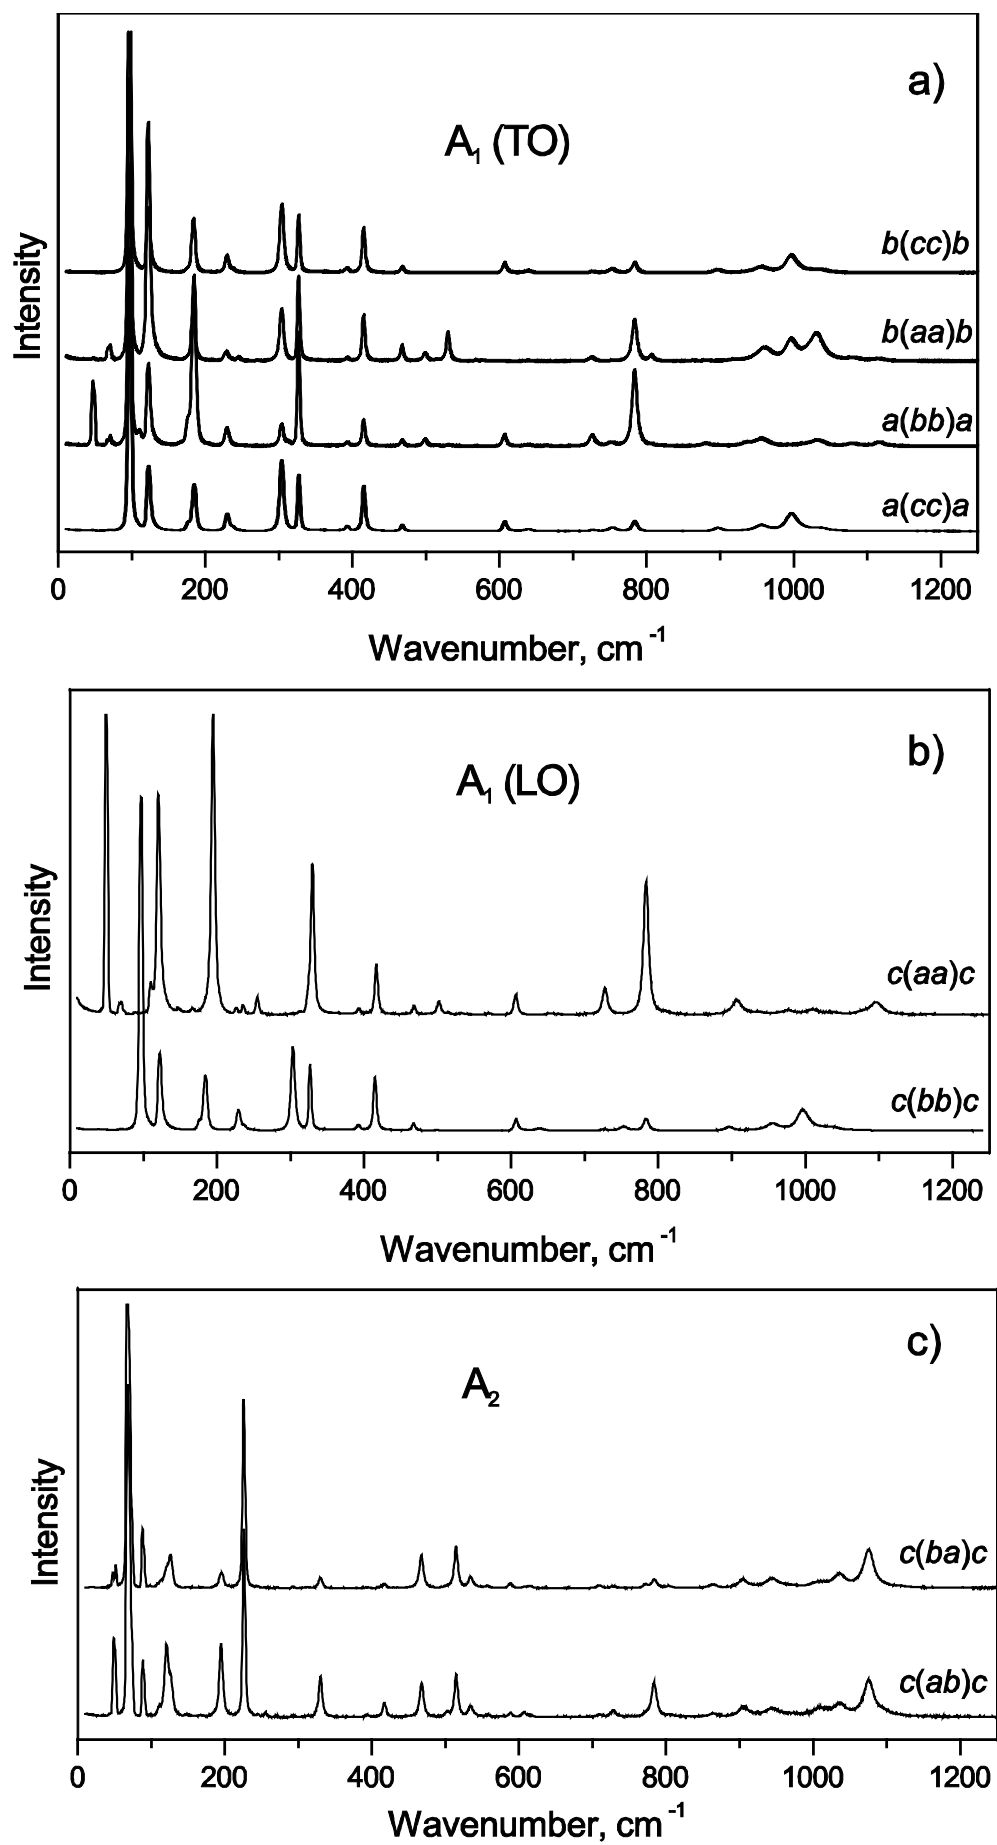 a)
A1 (TO)
b(cc)b
b(aa)b
a(bb)a
a(cc)a
Intensity
0 200 400 600 800 1000 1200
Wavenumber, cm-1
b)
A1 (LO)
c(aa)c
c(bb)c
Intensity
0 200 400 600 800 1000 1200
Wavenumber, cm-1
c)
A2
c(ba)c
c(ab)c
Intensity
0 200 400 600 800 1000 1200
Wavenumber, cm-1